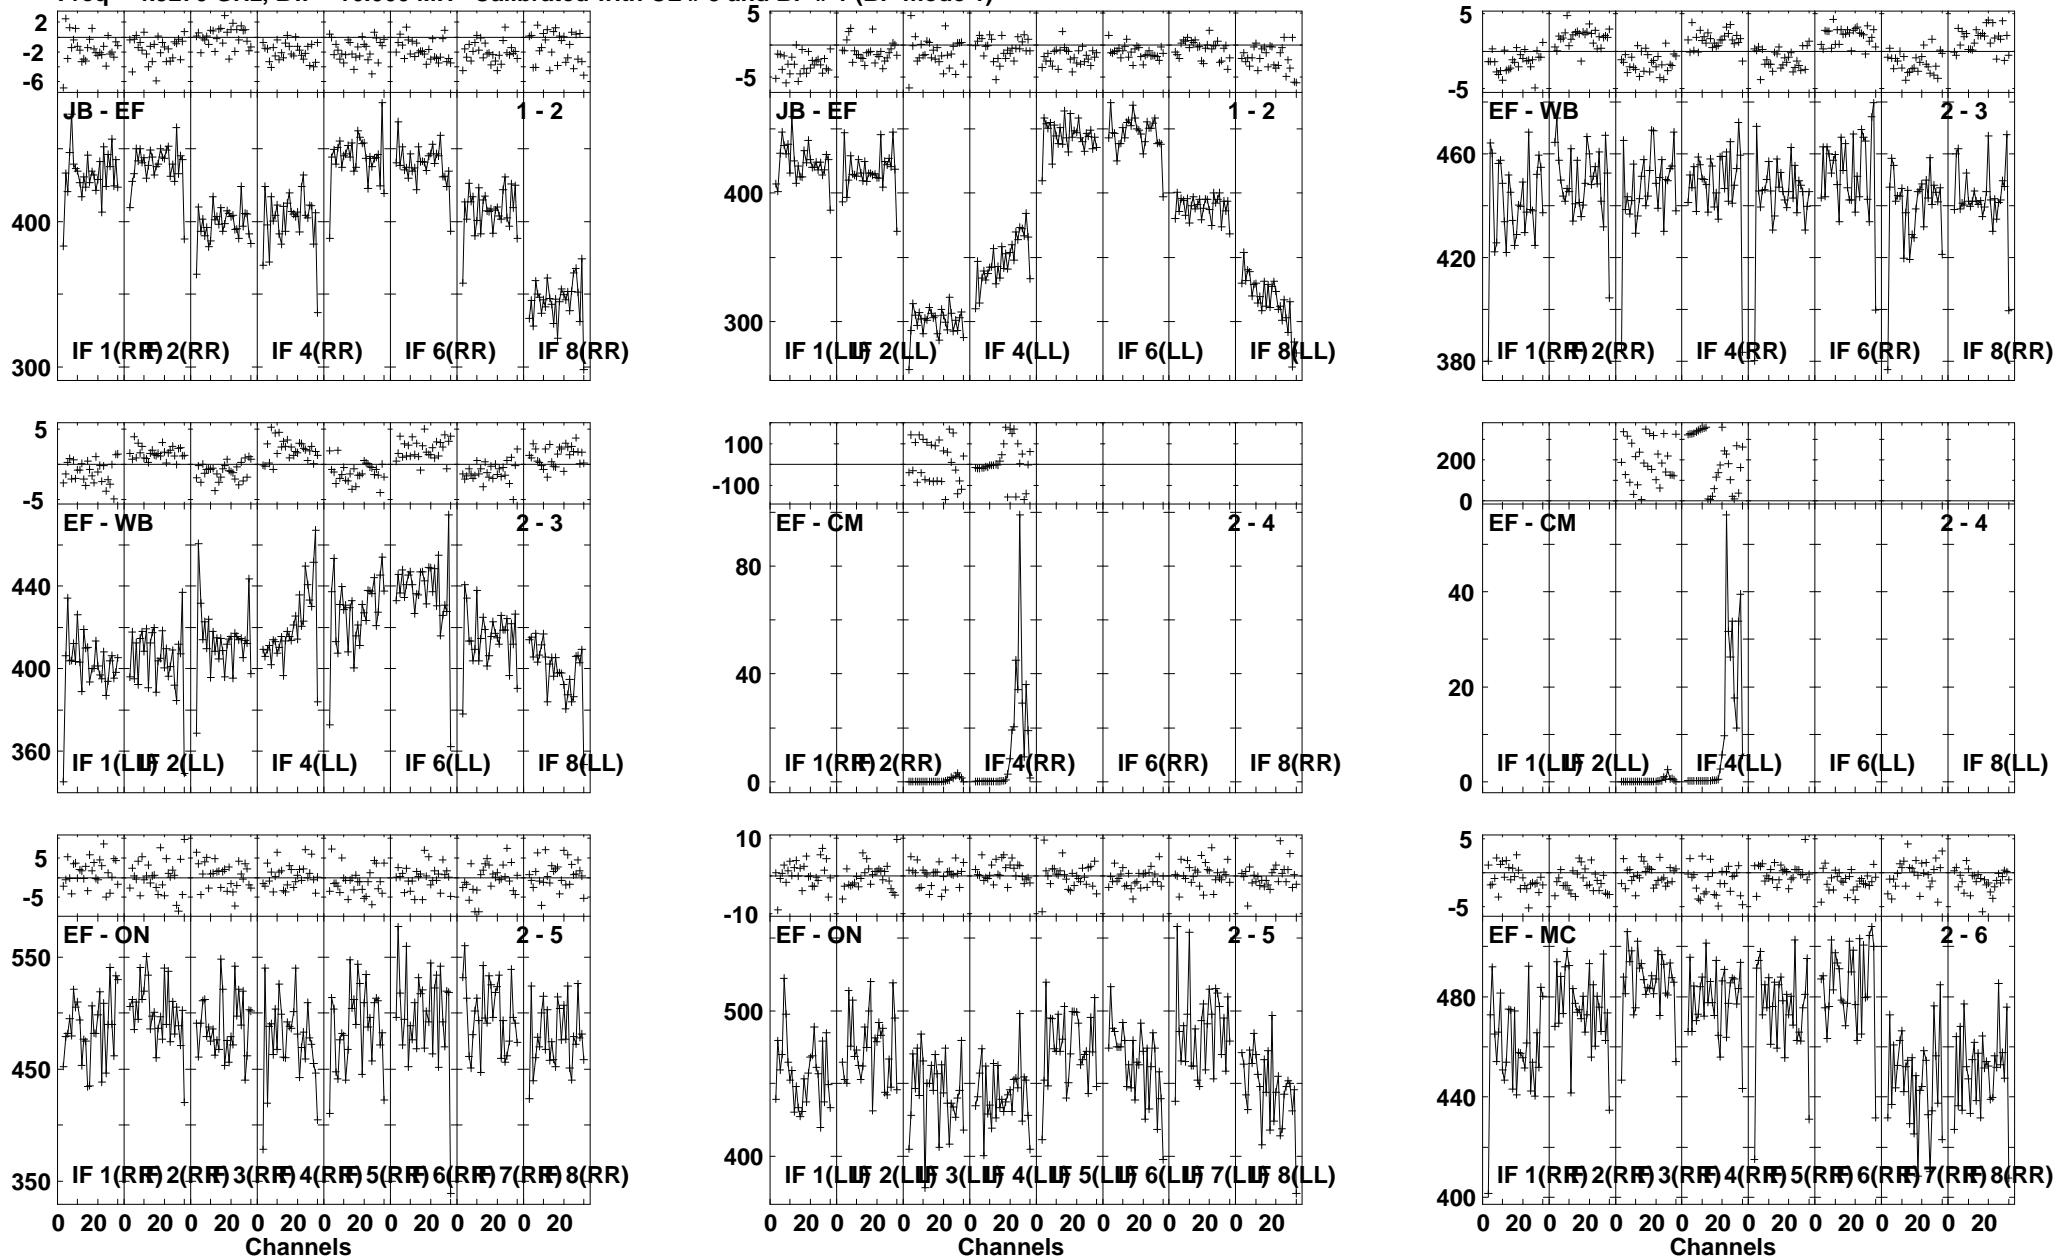 2
-2
-6
JB - EF 1 - 2
400
300
IF 1(RR) IF 2(RR) IF 4(RR) IF 6(RR) IF 8(RR)
5
-5
JB - EF 1 - 2
400
300
IF 1(LL) IF 2(LL) IF 4(LL) IF 6(LL) IF 8(LL)
5
-5
EF - WB 2 - 3
460
420
380
IF 1(RR) IF 2(RR) IF 4(RR) IF 6(RR) IF 8(RR)
5
-5
EF - WB 2 - 3
440
400
360
IF 1(LL) IF 2(LL) IF 4(LL) IF 6(LL) IF 8(LL)
100
-100
EF - CM 2 - 4
80
40
0
IF 1(RR) IF 2(RR) IF 4(RR) IF 6(RR) IF 8(RR)
200
0
EF - CM 2 - 4
40
20
0
IF 1(LL) IF 2(LL) IF 4(LL) IF 6(LL) IF 8(LL)
5
-5
EF - ON 2 - 5
550
450
350
IF 1(RR) IF 2(RR) IF 3(RR) IF 4(RR) IF 5(RR) IF 6(RR) IF 7(RR) IF 8(RR)
0 20 0 20 0 20 0 20 0 20 0 20 0 20 0 20
Channels
10
-10
EF - ON 2 - 5
500
400
IF 1(LL) IF 2(LL) IF 3(LL) IF 4(LL) IF 5(LL) IF 6(LL) IF 7(LL) IF 8(LL)
0 20 0 20 0 20 0 20 0 20 0 20 0 20 0 20
Channels
5
-5
EF - MC 2 - 6
480
440
400
IF 1(RR) IF 2(RR) IF 3(RR) IF 4(RR) IF 5(RR) IF 6(RR) IF 7(RR) IF 8(RR)
0 20 0 20 0 20 0 20 0 20 0 20 0 20 0 20
Channels